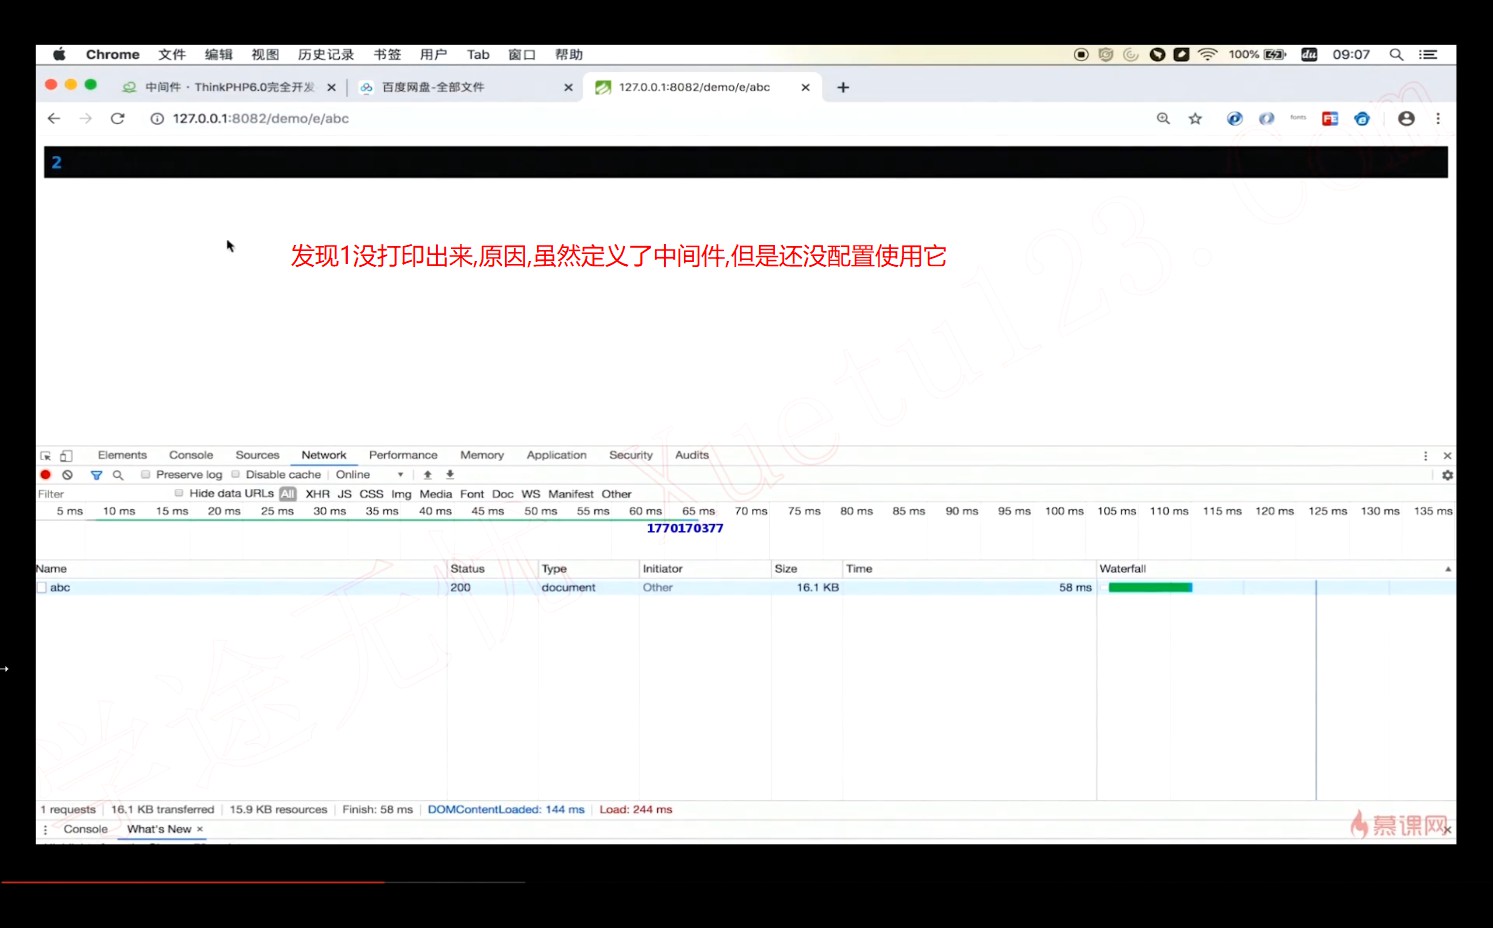 Chrome 文件 编辑 视图 历史记录 书签 用户 Tab 窗口 帮助 100% du 09:07
中间件 · ThinkPHP6.0完全开发 百度网盘-全部文件 127.0.0.1:8082/demo/e/abc
127.0.0.1:8082/demo/e/abc fonts
2
发现1没打印出来,原因,虽然定义了中间件,但是还没配置使用它
Elements Console Sources Network Performance Memory Application Security Audits
Preserve log Disable cache Online
Filter Hide data URLs All XHR JS CSS Img Media Font Doc WS Manifest Other
5 ms 10 ms 15 ms 20 ms 25 ms 30 ms 35 ms 40 ms 45 ms 50 ms 55 ms 60 ms 65 ms 70 ms 75 ms 80 ms 85 ms 90 ms 95 ms 100 ms 105 ms 110 ms 115 ms 120 ms 125 ms 130 ms 135 ms
1770170377
Name Status Type Initiator Size Time Waterfall
abc 200 document Other 16.1 KB 58 ms
1 requests 16.1 KB transferred 15.9 KB resources Finish: 58 ms DOMContentLoaded: 144 ms Load: 244 ms
Console What's New
慕课网
学途无忧 Xuetu123.com